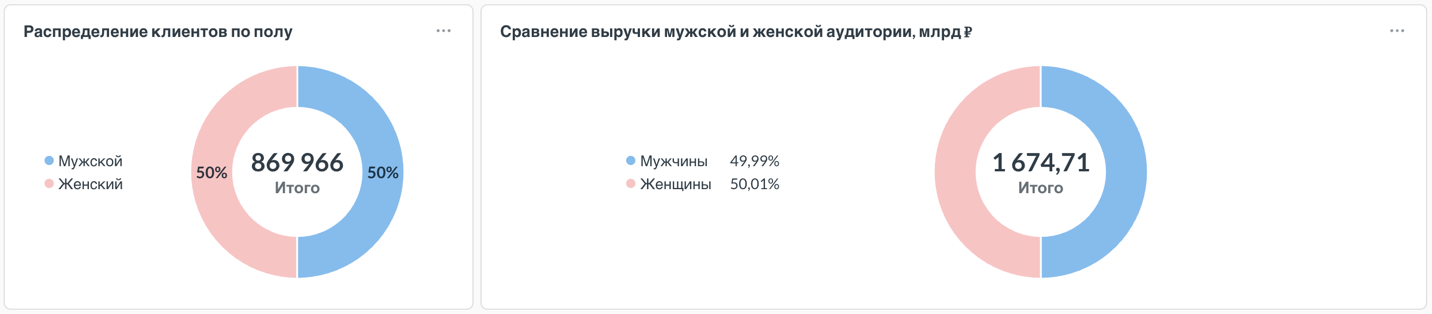 Распределение клиентов по полу
Мужской
Женский
50%
869 966
Итого
50%
Сравнение выручки мужской и женской аудитории, млрд ₽
Мужчины 49,99%
Женщины 50,01%
1 674,71
Итого